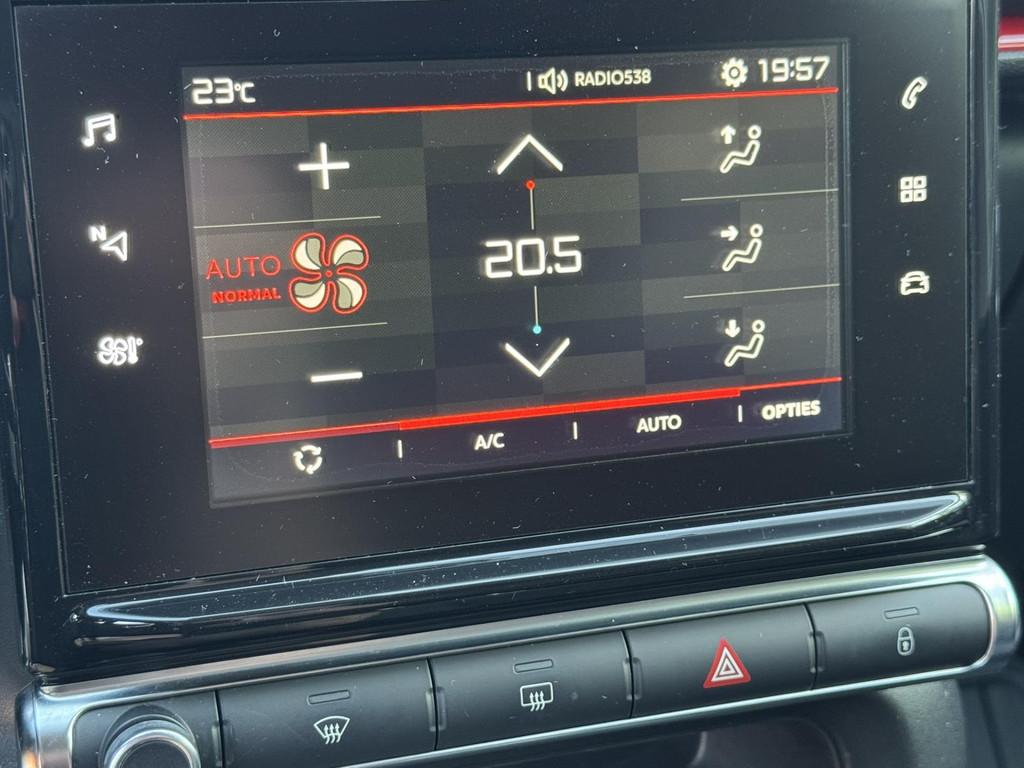 23°C
RADIO538
19:57
N
AUTO
NORMAL
20.5
A/C
AUTO
OPTIES